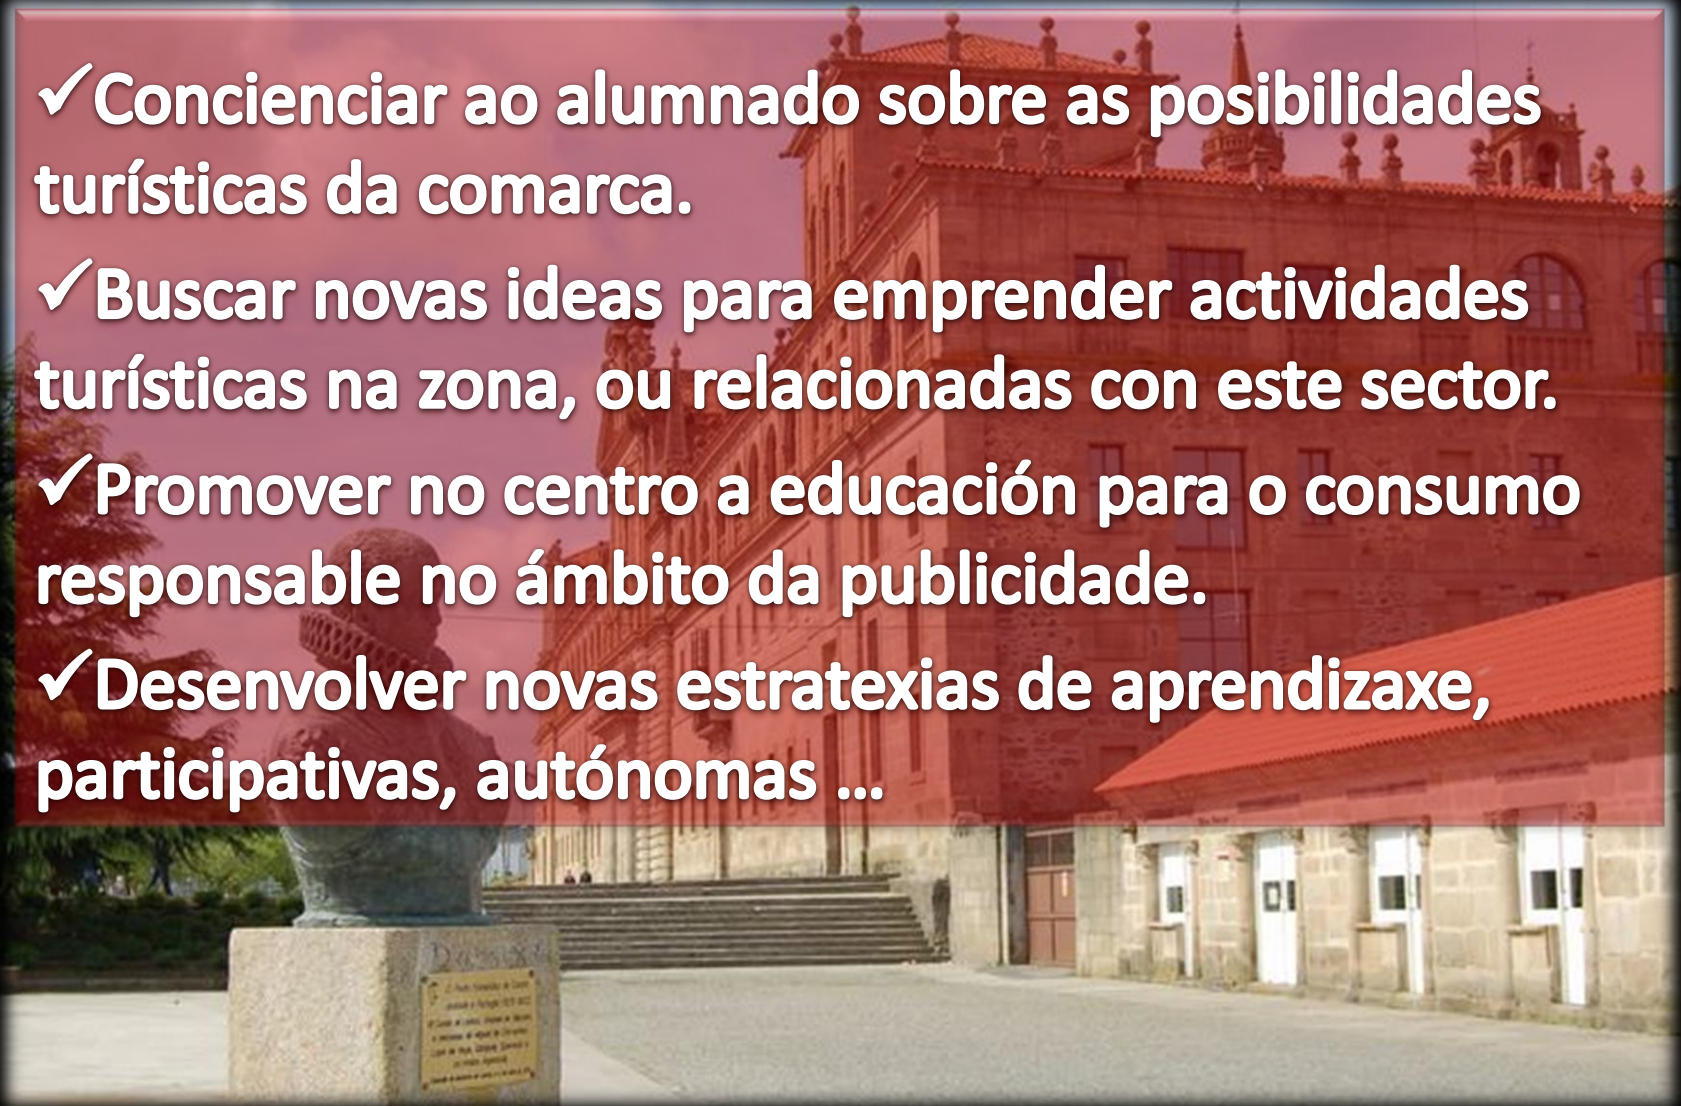 ✓Concienciar ao alumnado sobre as posibilidades
turísticas da comarca.
✓Buscar novas ideas para emprender actividades
turísticas na zona, ou relacionadas con este sector.
✓Promover no centro a educación para o consumo
responsable no ámbito da publicidade.
✓Desenvolver novas estratexias de aprendizaxe,
participativas, autónomas ...